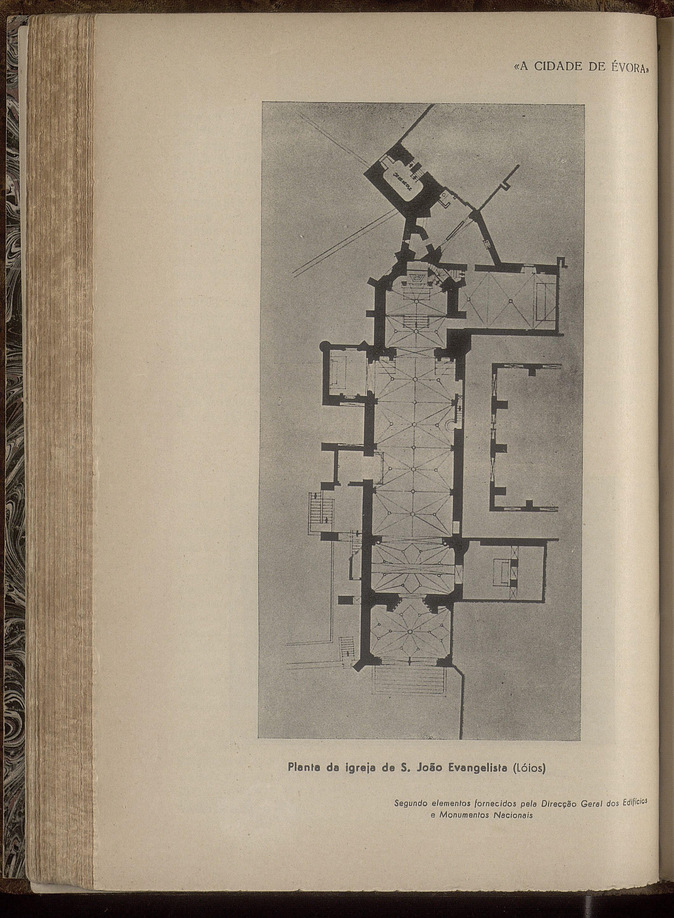 «A CIDADE DE ÉVORA»
Planta da igreja de S. João Evangelista (Lóios)
Segundo elementos fornecidos pela Direcção Geral dos Edifícios
e Monumentos Nacionais